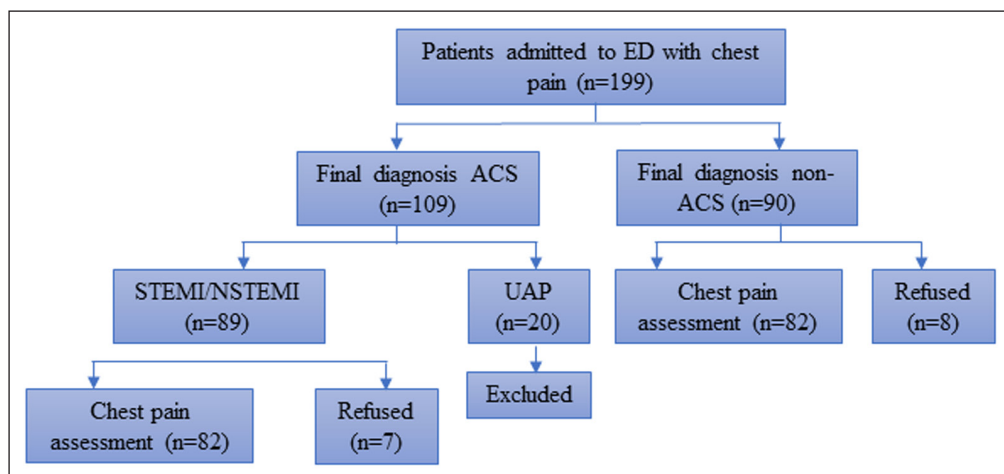 Patients admitted to ED with chest
pain (n=199)
Final diagnosis ACS
(n=109)
Final diagnosis non-
ACS (n=90)
STEMI/NSTEMI
(n=89)
UAP
(n=20)
Chest pain
assessment (n=82)
Refused
(n=8)
Excluded
Chest pain
assessment (n=82)
Refused
(n=7)